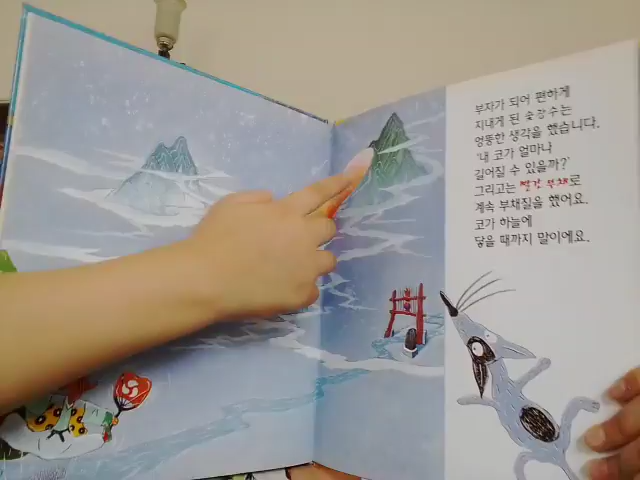 부자가 되어 편하게
지내게 된 숭강수는
엉뚱한 생각을 했습니다.
'내 코가 얼마나
길어질 수 있을까?'
그리고는 빨강 부채로
계속 부채질을 했어요.
코가 하늘에
닿을 때까지 말이에요.